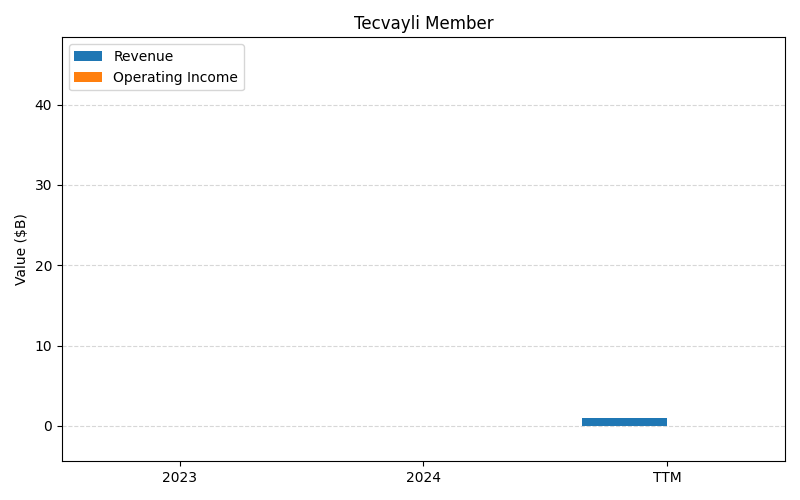 Tecvayli Member
Revenue
Operating Income
Value ($B)
40
30
20
10
0
2023
2024
TTM